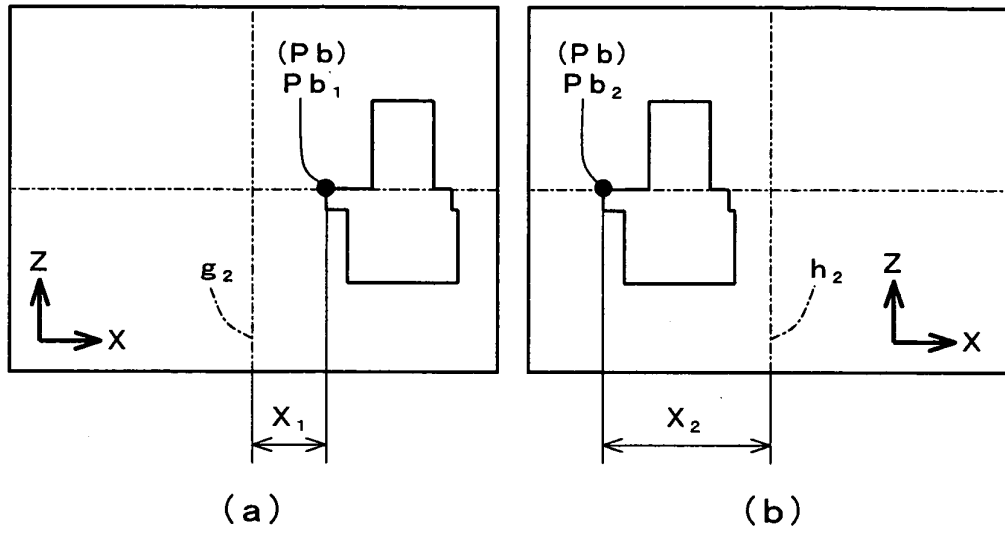 (Pb)
Pb₁
g₂
Z
X
X₁
(a)
(Pb)
Pb₂
h₂
Z
X
X₂
(b)